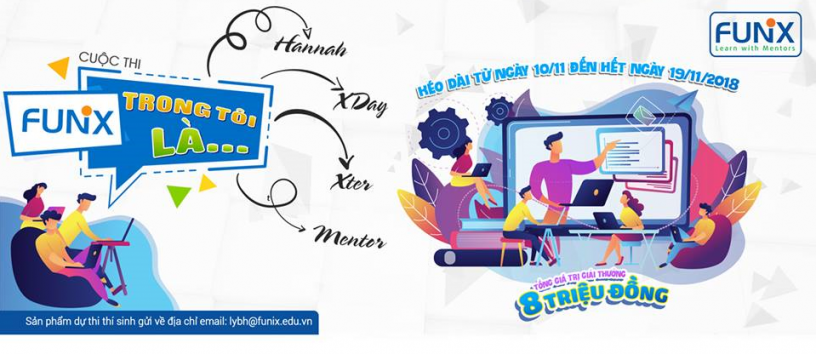 CUỘC THI
FUNiX
TRONG TÔI
LÀ...
Hannah
XDay
Xter
Mentor
Sản phẩm dự thi thí sinh gửi về địa chỉ email: lybh@funix.edu.vn
FUNiX
Learn with Mentors
KÉO DÀI TỪ NGÀY 10/11 ĐẾN HẾT NGÀY 19/11/2018
TỔNG GIÁ TRỊ GIẢI THƯỞNG
8 TRIỆU ĐỒNG